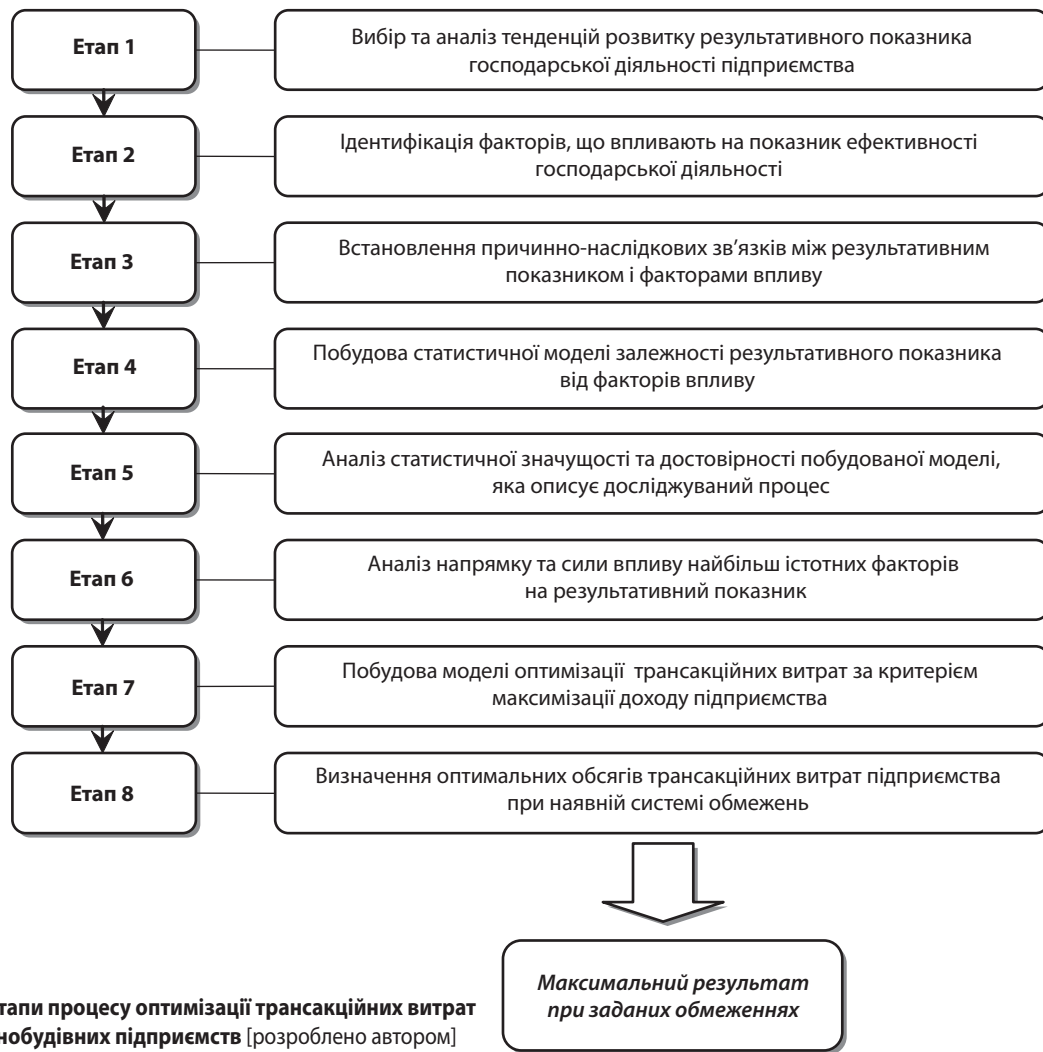 Етап 1
Вибір та аналіз тенденцій розвитку результативного показника
господарської діяльності підприємства
Етап 2
Ідентифікація факторів, що впливають на показник ефективності
господарської діяльності
Етап 3
Встановлення причинно-наслідкових зв’язків між результативним
показником і факторами впливу
Етап 4
Побудова статистичної моделі залежності результативного показника
від факторів впливу
Етап 5
Аналіз статистичної значущості та достовірності побудованої моделі,
яка описує досліджуваний процес
Етап 6
Аналіз напрямку та сили впливу найбільш істотних факторів
на результативний показник
Етап 7
Побудова моделі оптимізації трансакційних витрат за критерієм
максимізації доходу підприємства
Етап 8
Визначення оптимальних обсягів трансакційних витрат підприємства
при наявній системі обмежень
Максимальний результат
при заданих обмеженнях
тапи процесу оптимізації трансакційних витрат
нобудівних підприємств [розроблено автором]